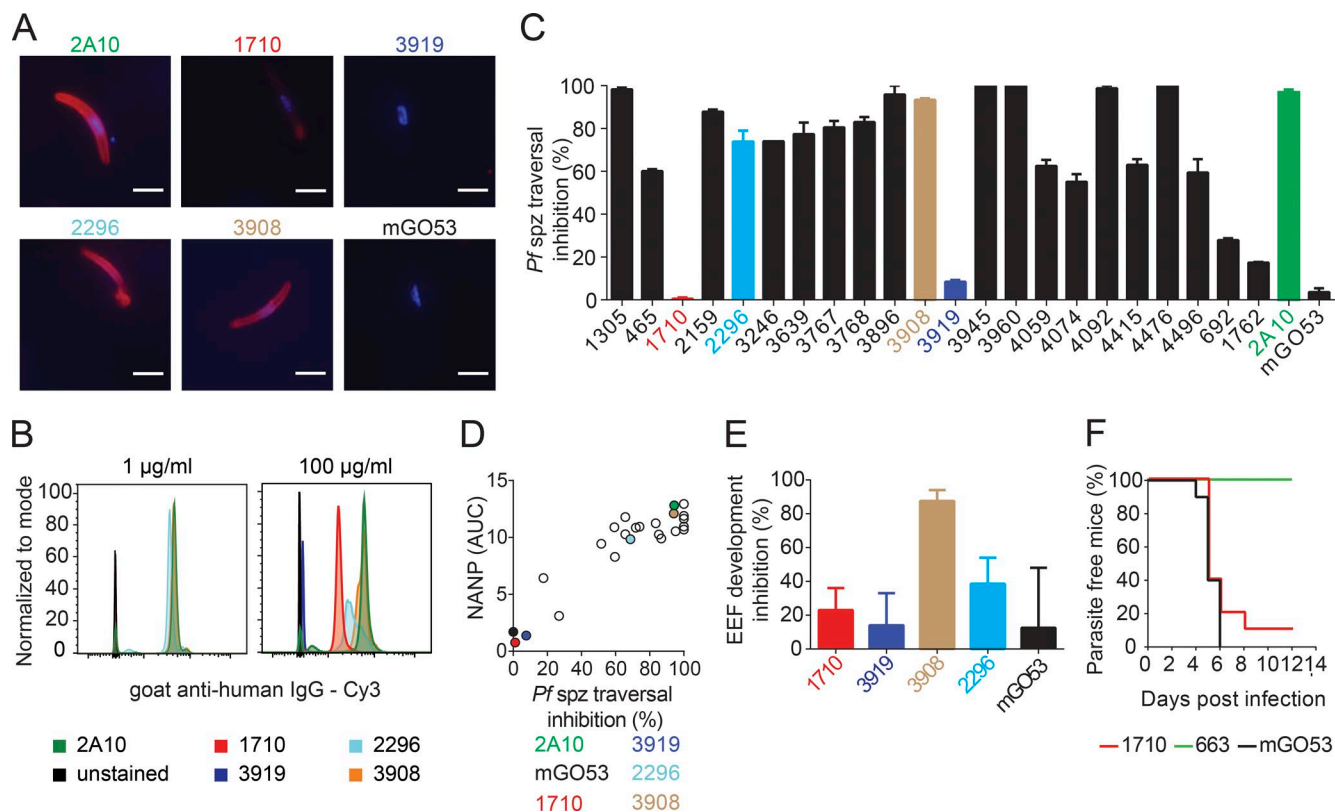 A
2A10 1710 3919
2296 3908 mGO53
B
1 µg/ml 100 µg/ml
Normalized to mode
100
80
60
40
20
0
goat anti-human IgG - Cy3
2A10 1710 2296
unstained 3919 3908
C
Pf spz traversal
inhibition (%)
100
80
60
40
20
0
1305 465 1710 2159 2296 3246 3639 3767 3768 3896 3908 3919 3945 3960 4059 4074 4092 4415 4476 4496 692 1762 2A10 mGO53
D
NANP (AUC)
15
10
5
0
0 20 40 60 80 100
Pf spz traversal
inhibition (%)
2A10 3919
mGO53 2296
1710 3908
E
EEF development
inhibition (%)
100
80
60
40
20
0
1710 3919 3908 2296 mGO53
F
Parasite free mice (%)
100
80
60
40
20
0
0 2 4 6 8 10 12 14
Days post infection
1710 663 mGO53